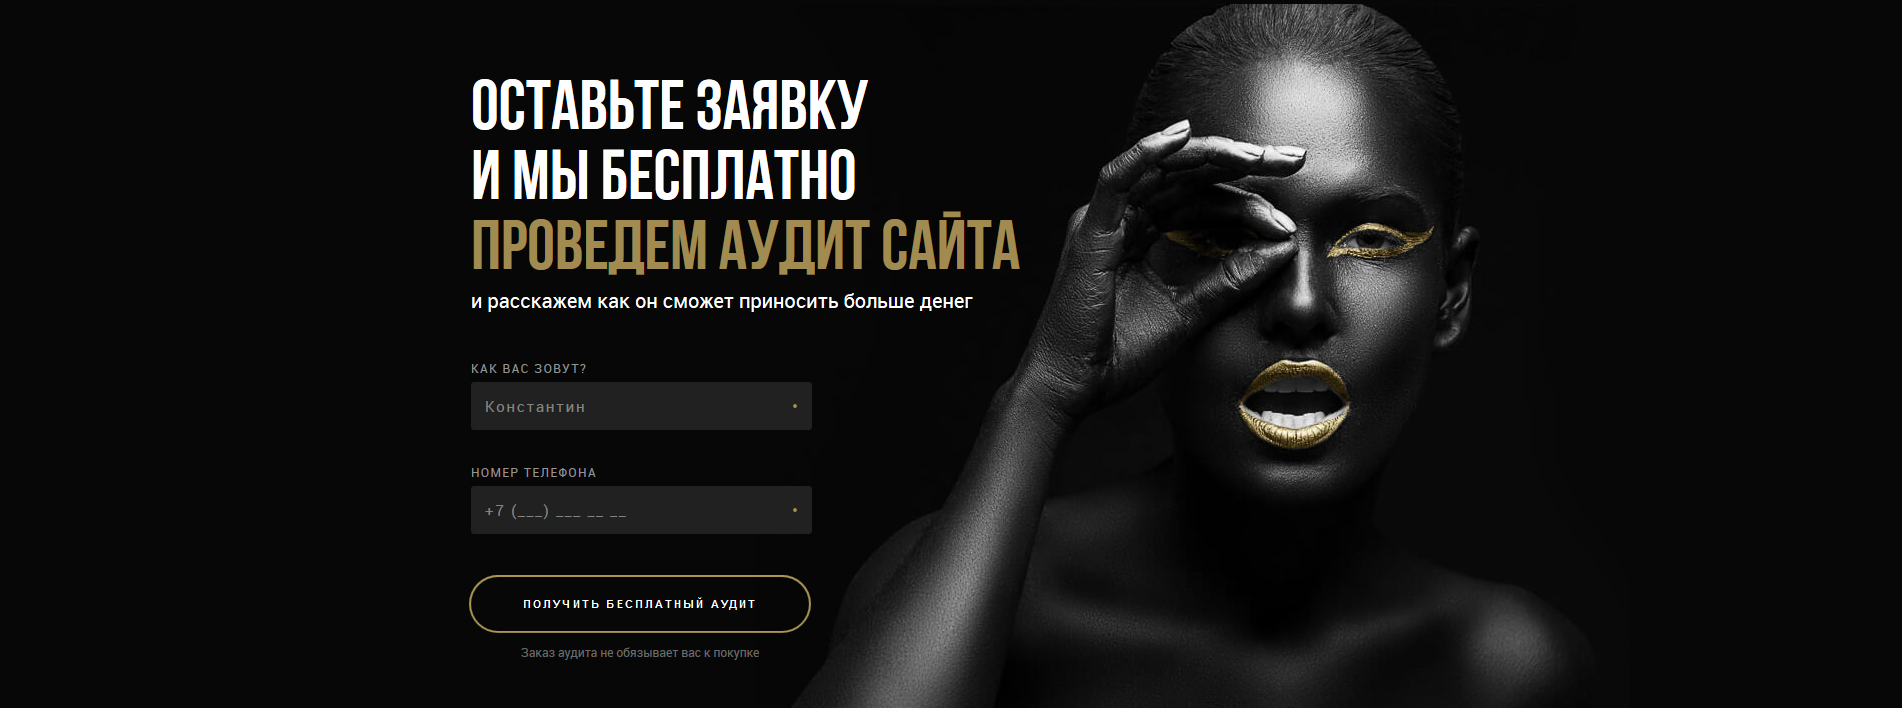 ОСТАВЬТЕ ЗАЯВКУ
И МЫ БЕСПЛАТНО
ПРОВЕДЕМ АУДИТ САЙТА
и расскажем как он сможет приносить больше денег
КАК ВАС ЗОВУТ?
Константин
НОМЕР ТЕЛЕФОНА
+7 (___) ___ __ __
ПОЛУЧИТЬ БЕСПЛАТНЫЙ АУДИТ
Заказ аудита не обязывает вас к покупке